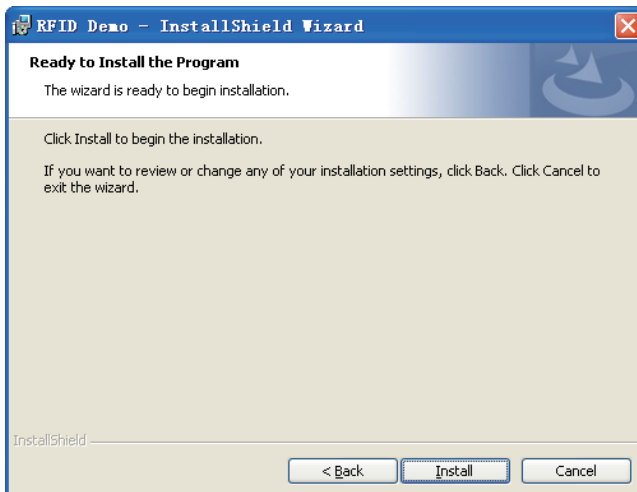 RFID Demo - InstallShield Wizard
Ready to Install the Program
The wizard is ready to begin installation.
Click Install to begin the installation.
If you want to review or change any of your installation settings, click Back. Click Cancel to
exit the wizard.
InstallShield
< Back Install Cancel